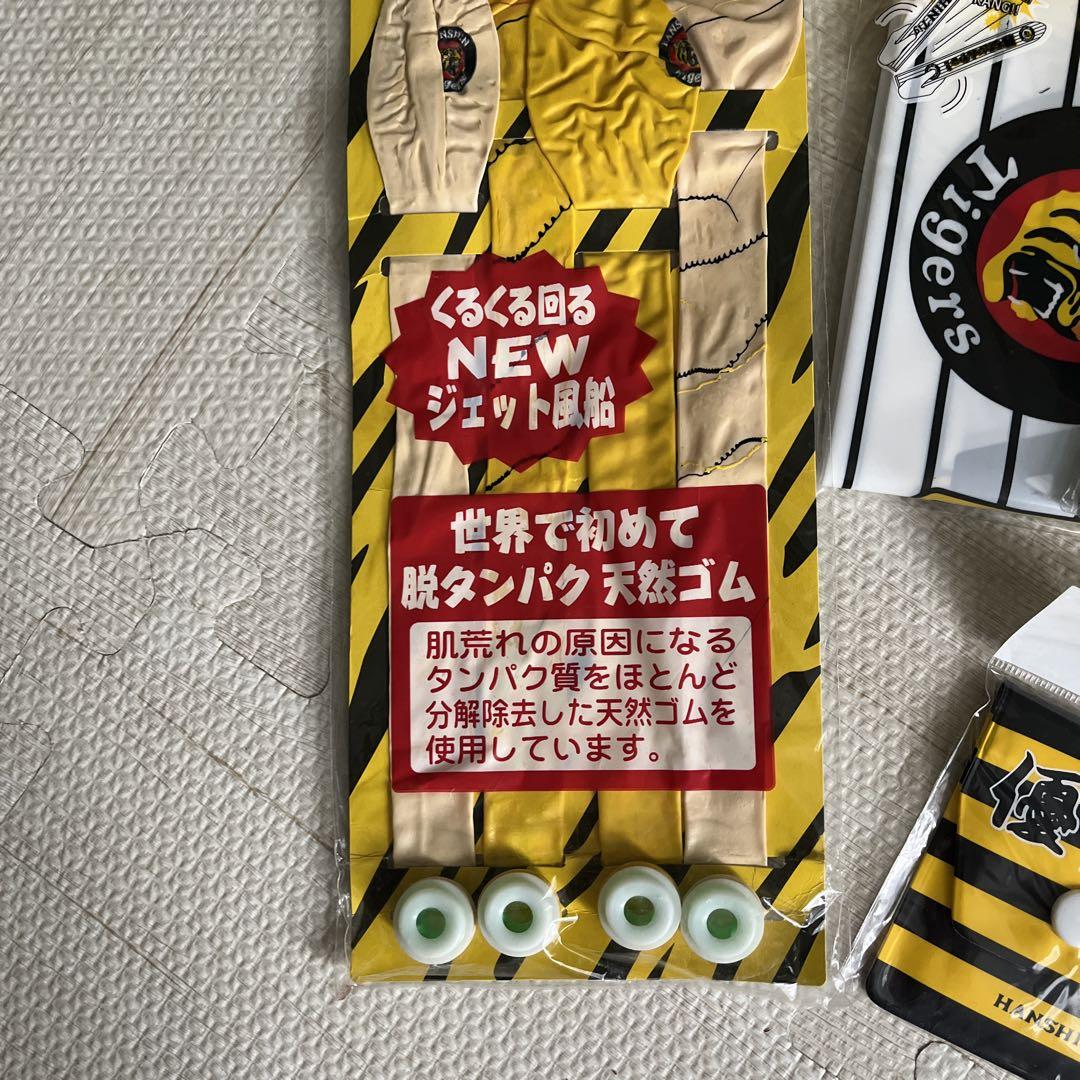 くるくる回る
NEW
ジェット風船
世界で初めて
脱タンパク 天然ゴム
肌荒れの原因になる
タンパク質をほとんど
分解除去した天然ゴムを
使用しています。
Tigers
優
HANSHI